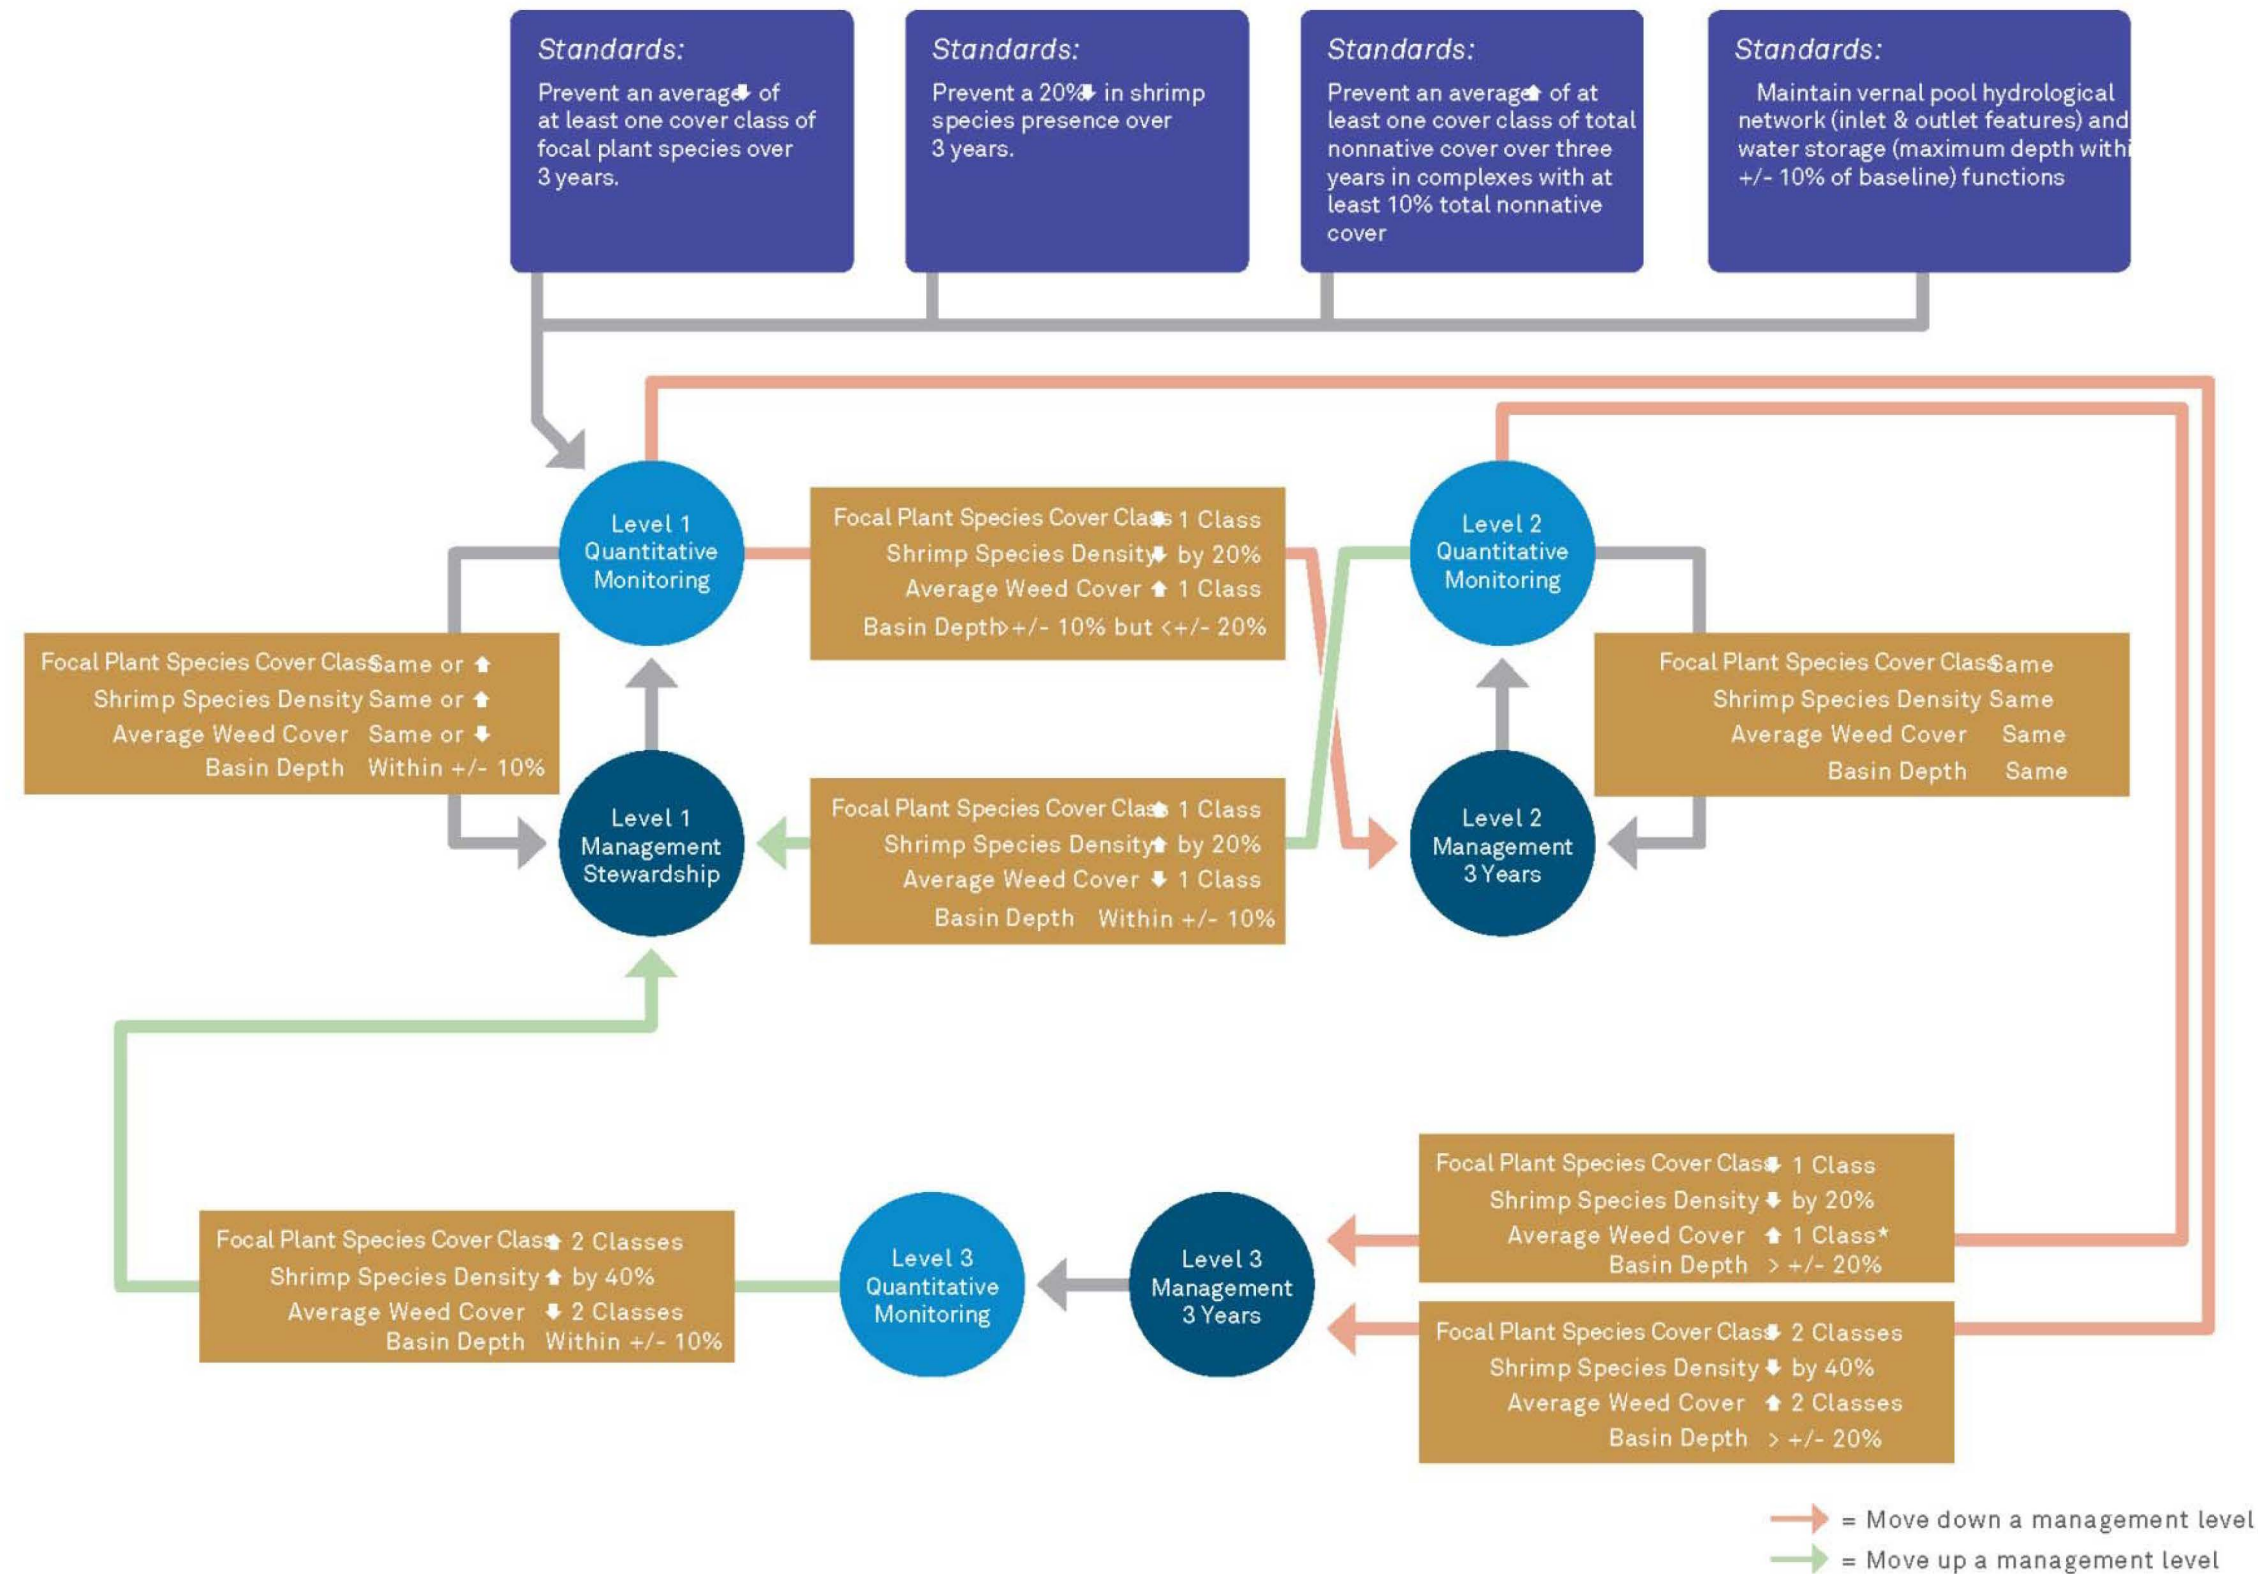 Standards:
Prevent an average⬇ of
at least one cover class of
focal plant species over
3 years.
Standards:
Prevent a 20%⬇ in shrimp
species presence over
3 years.
Standards:
Prevent an average⬆ of at
least one cover class of total
nonnative cover over three
years in complexes with at
least 10% total nonnative
cover
Standards:
Maintain vernal pool hydrological
network (inlet & outlet features) and
water storage (maximum depth withi
+/- 10% of baseline) functions
Level 1
Quantitative
Monitoring
Focal Plant Species Cover Class ⬇ 1 Class
Shrimp Species Density ⬇ by 20%
Average Weed Cover ⬆ 1 Class
Basin Depth >+/- 10% but <+/- 20%
Level 2
Quantitative
Monitoring
Focal Plant Species Cover Class Same or ⬆
Shrimp Species Density Same or ⬆
Average Weed Cover Same or ⬇
Basin Depth Within +/- 10%
Focal Plant Species Cover Class Same
Shrimp Species Density Same
Average Weed Cover Same
Basin Depth Same
Level 1
Management
Stewardship
Focal Plant Species Cover Class ⬆ 1 Class
Shrimp Species Density ⬆ by 20%
Average Weed Cover ⬇ 1 Class
Basin Depth Within +/- 10%
Level 2
Management
3 Years
Focal Plant Species Cover Class ⬆ 2 Classes
Shrimp Species Density ⬆ by 40%
Average Weed Cover ⬇ 2 Classes
Basin Depth Within +/- 10%
Level 3
Quantitative
Monitoring
Level 3
Management
3 Years
Focal Plant Species Cover Class ⬇ 1 Class
Shrimp Species Density ⬇ by 20%
Average Weed Cover ⬆ 1 Class*
Basin Depth > +/- 20%
Focal Plant Species Cover Class ⬇ 2 Classes
Shrimp Species Density ⬇ by 40%
Average Weed Cover ⬆ 2 Classes
Basin Depth > +/- 20%
= Move down a management level
= Move up a management level